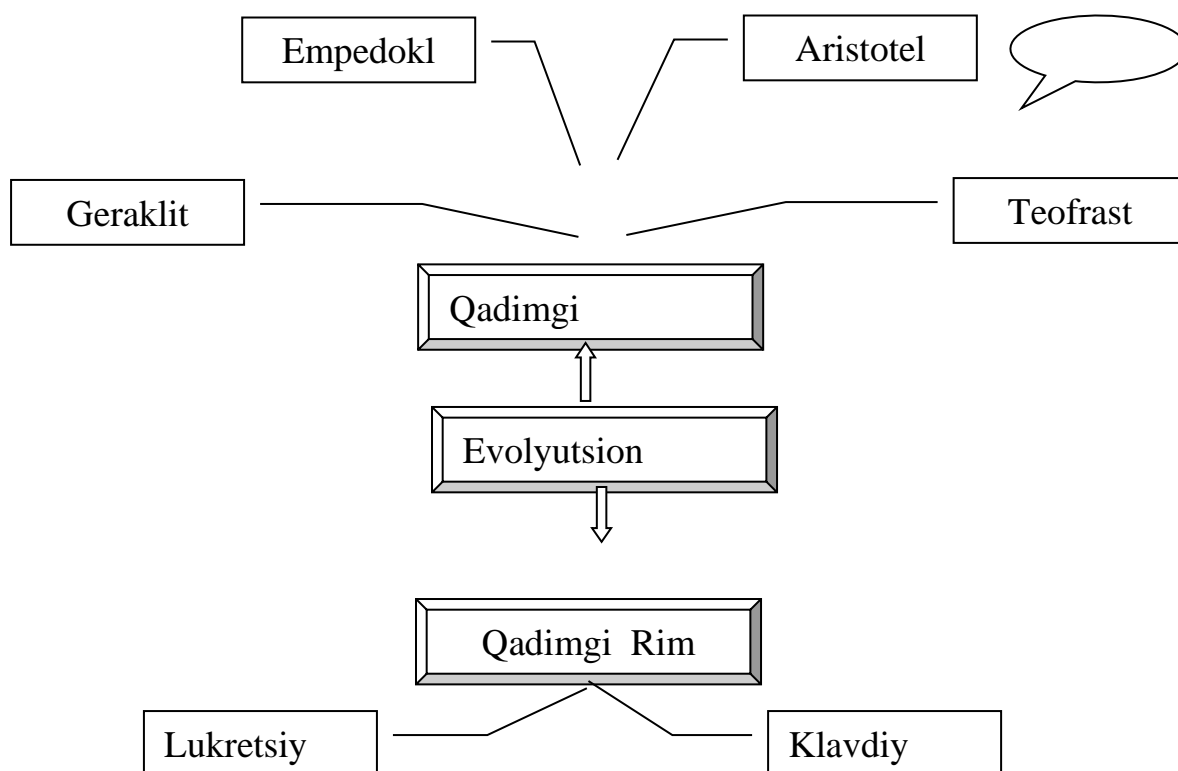 Empedokl
Aristotel
Geraklit
Teofrast
Qadimgi
Evolyutsion
Qadimgi Rim
Lukretsiy
Klavdiy